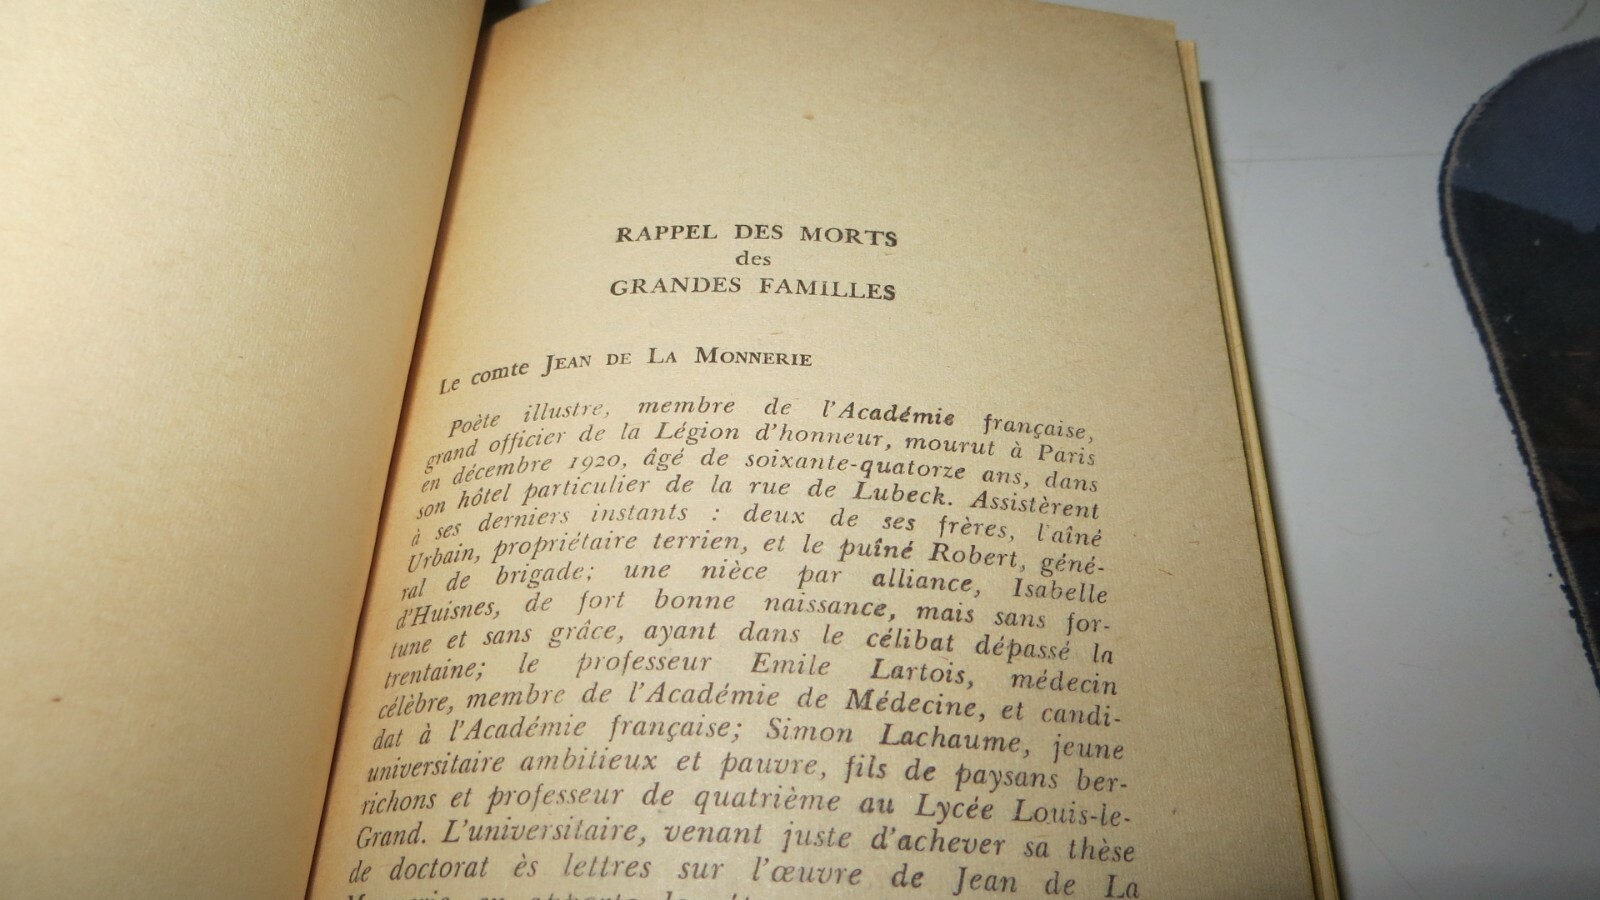 RAPPEL DES MORTS
des
GRANDES FAMILLES
Le comte JEAN DE LA MONNERIE
Poète illustre, membre de l'Académie française,
grand officier de la Légion d'honneur, mourut à Paris
en décembre 1920, âgé de soixante-quatorze ans, dans
son hôtel particulier de la rue de Lubeck. Assistèrent
à ses derniers instants : deux de ses frères, l'aîné
Urbain, propriétaire terrien, et le puîné Robert, géné-
ral de brigade; une nièce par alliance, Isabelle
d'Huisnes, de fort bonne naissance, mais sans for-
tune et sans grâce, ayant dans le célibat dépassé la
trentaine; le professeur Emile Lartois, médecin
célèbre, membre de l'Académie de Médecine, et candi-
dat à l'Académie française; Simon Lachaume, jeune
universitaire ambitieux et pauvre, fils de paysans ber-
richons et professeur de quatrième au Lycée Louis-le-
Grand. L'universitaire, venant juste d'achever sa thèse
de doctorat ès lettres sur l'œuvre de Jean de La